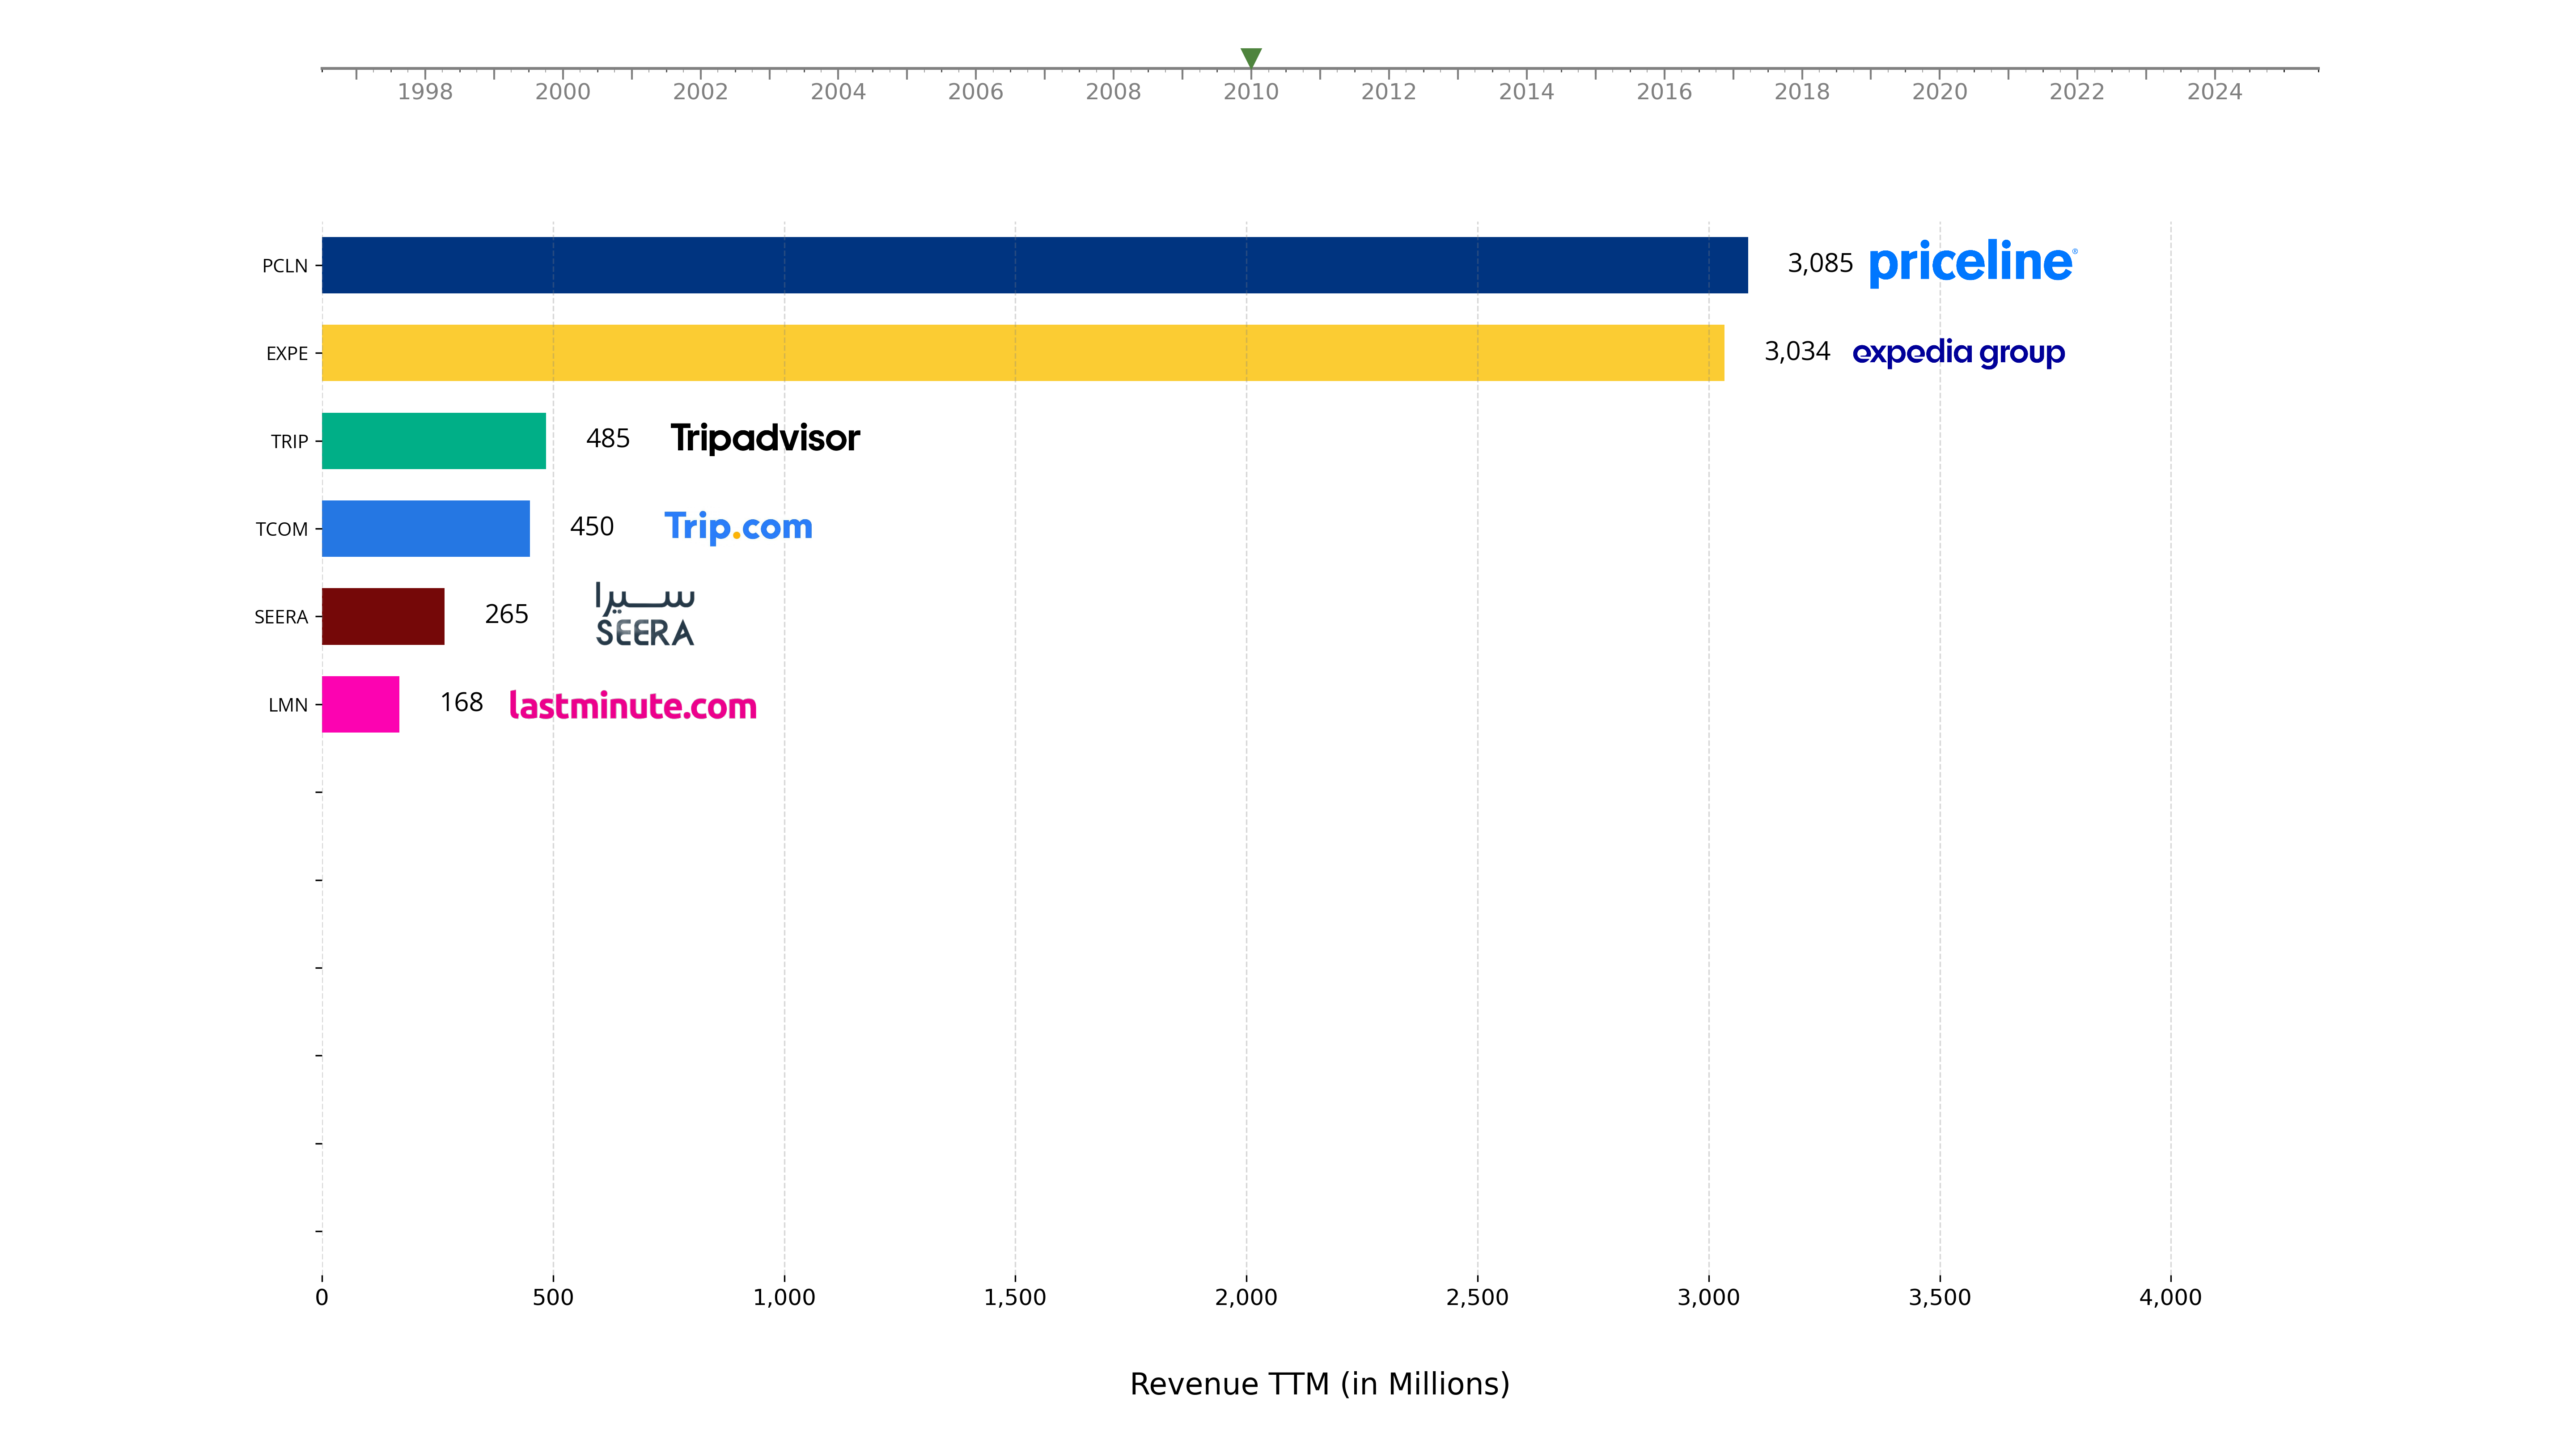 1998 2000 2002 2004 2006 2008 2010 2012 2014 2016 2018 2020 2022 2024
PCLN 3,085 priceline®
EXPE 3,034 expedia group
TRIP 485 Tripadvisor
TCOM 450 Trip.com
سيرا
SEERA 265 SEERA
LMN 168 lastminute.com
0 500 1,000 1,500 2,000 2,500 3,000 3,500 4,000
Revenue TTM (in Millions)